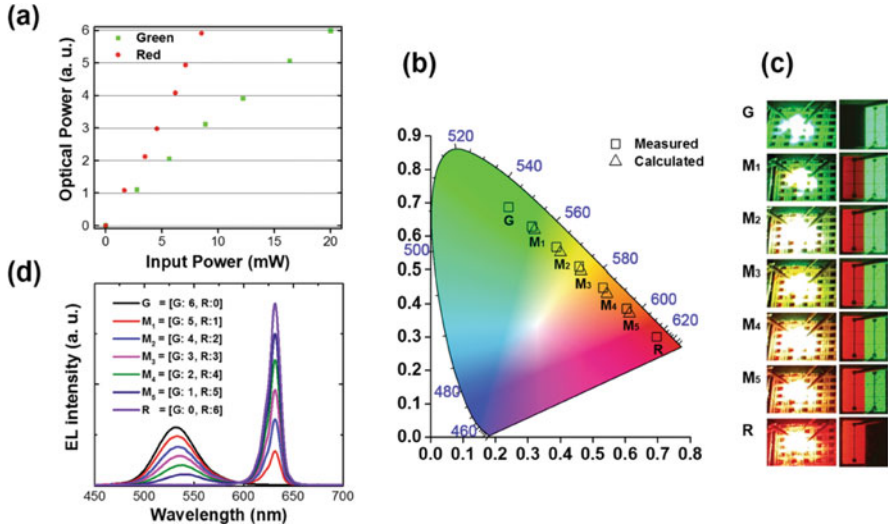 (a)
Optical Power (a. u.)
6
5
4
3
2
1
0
Green
Red
0 5 10 15 20
Input Power (mW)
(b)
0.9
0.8
0.7
0.6
0.5
0.4
0.3
0.2
0.1
0.0
0.0 0.1 0.2 0.3 0.4 0.5 0.6 0.7 0.8
520
540
560
580
600
620
500
480
460
Measured
Calculated
G
M1
M2
M3
M4
M5
R
(c)
G
M1
M2
M3
M4
M5
R
(d)
EL intensity (a. u.)
G = [G: 6, R:0]
M1 = [G: 5, R:1]
M2 = [G: 4, R:2]
M3 = [G: 3, R:3]
M4 = [G: 2, R:4]
M5 = [G: 1, R:5]
R = [G: 0, R:6]
450 500 550 600 650 700
Wavelength (nm)